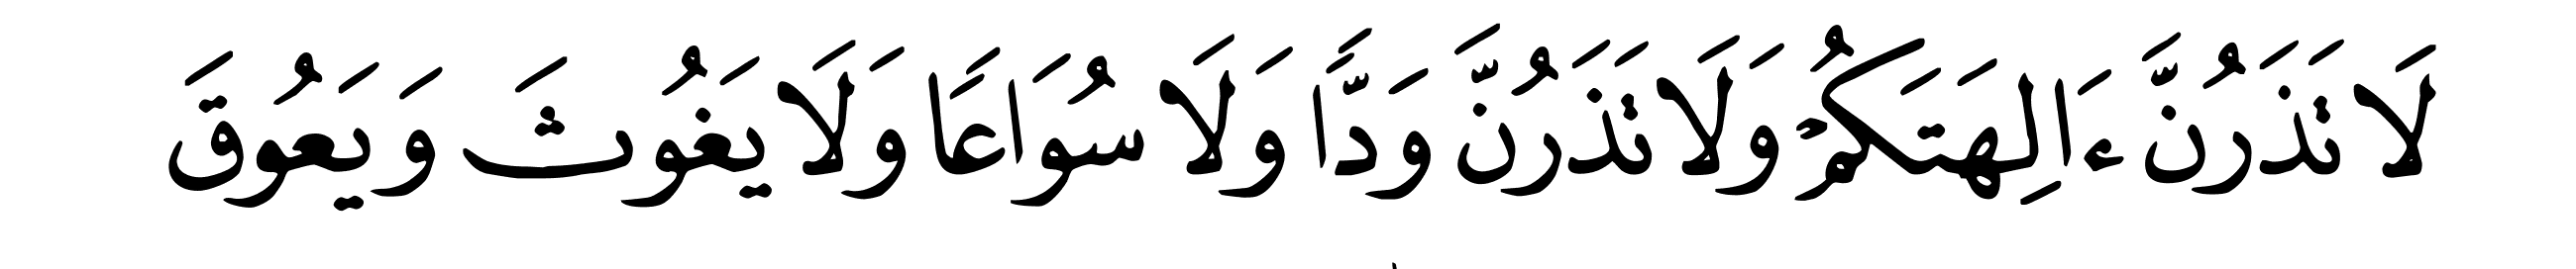 لَا تَذَرُنَّ ءَالِهَتَكُمْ وَلَا تَذَرُنَّ وَدًّا وَلَا سُوَاعًا وَلَا يَغُوثَ وَيَعُوقَ